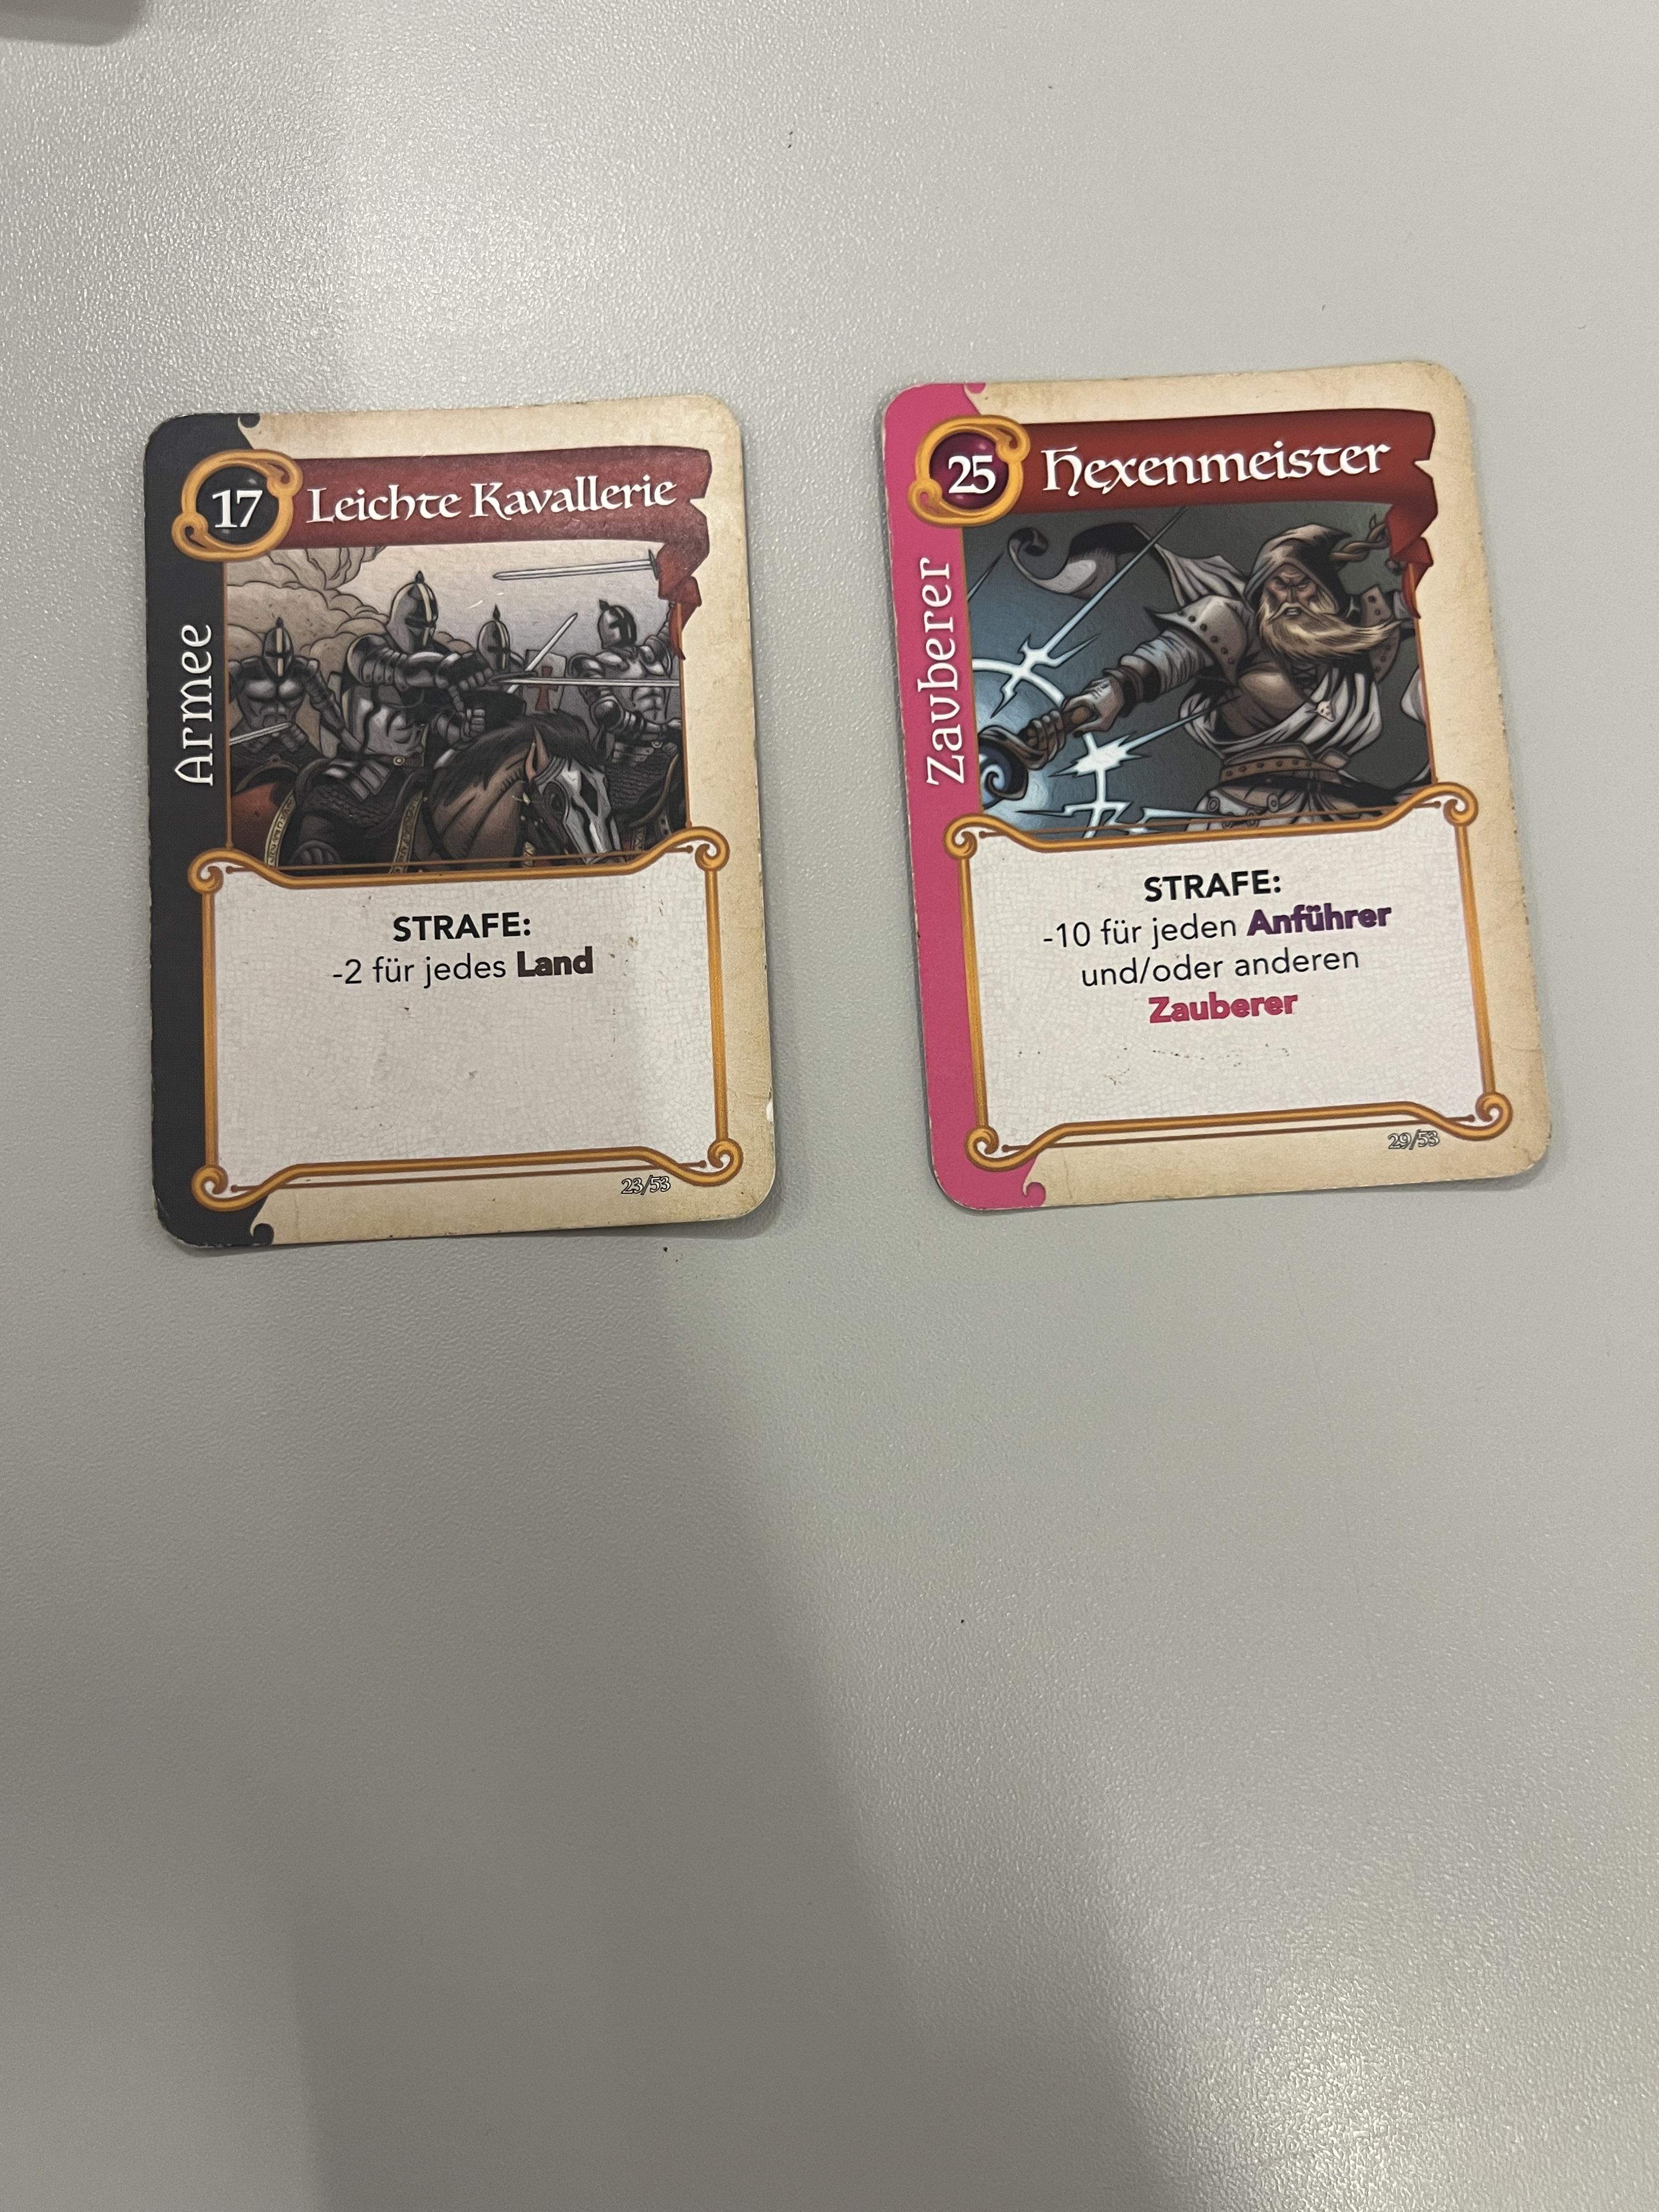 17
Leichte Kavallerie
Armee
STRAFE:
-2 für jedes Land
23/53
25
Hexenmeister
Zauberer
STRAFE:
-10 für jeden Anführer
und/oder anderen
Zauberer
29/53